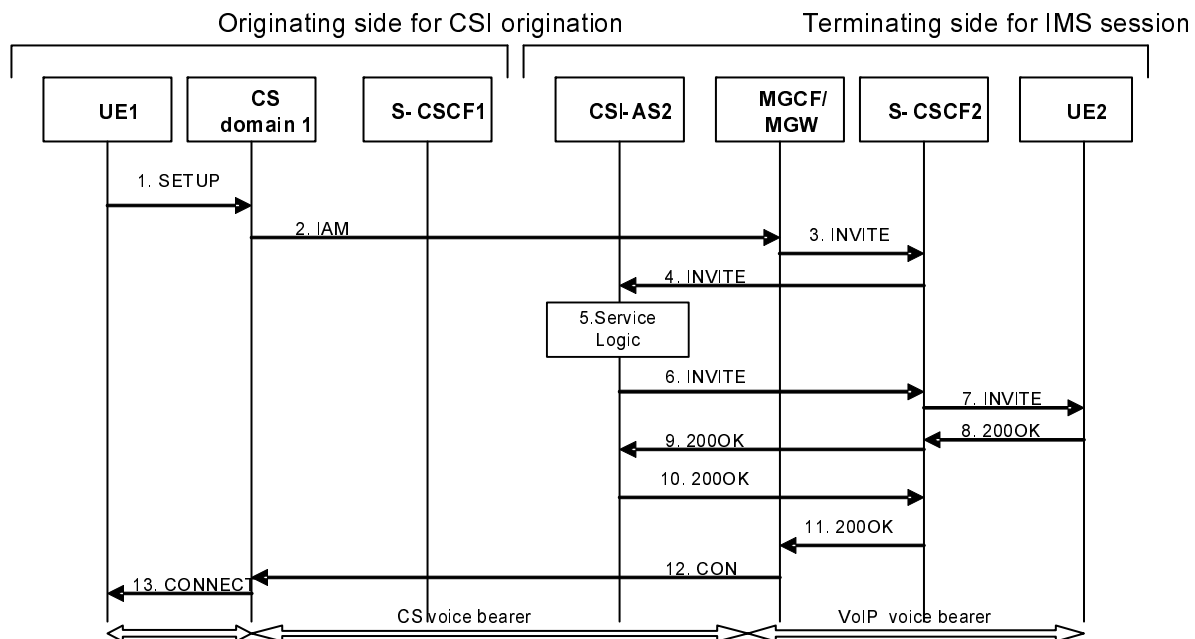 Originating side for CSI origination
Terminating side for IMS session
UE1
CS
domain 1
S- CSCF1
CSI- AS2
MGCF/
MGW
S- CSCF2
UE2
1. SETUP
2. IAM
3. INVITE
4. INVITE
5.Service
Logic
6. INVITE
7. INVITE
8. 200OK
9. 200OK
10. 200OK
11. 200OK
12. CON
13. CONNECT
CS voice bearer
VoIP voice bearer